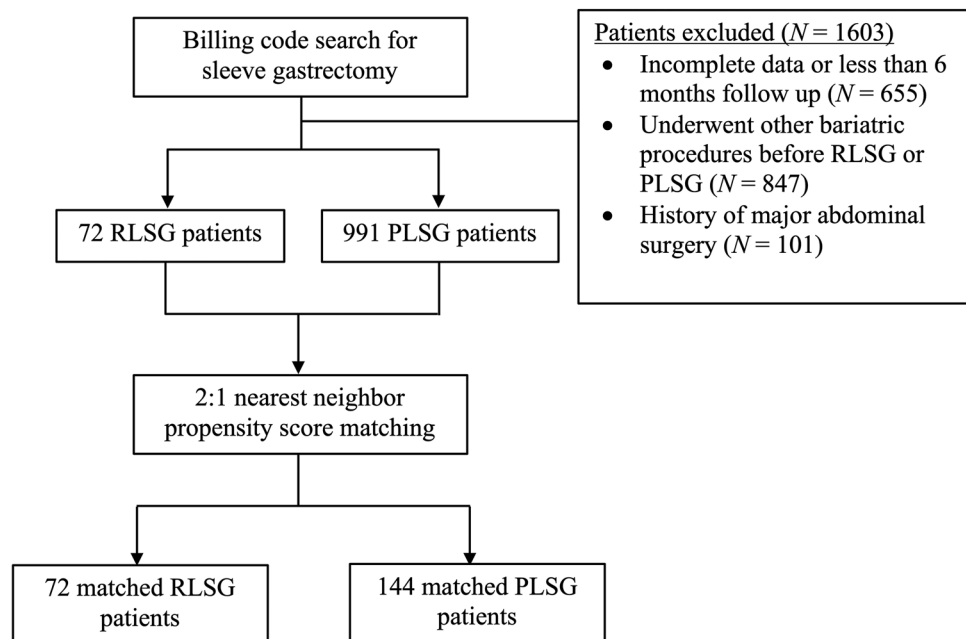 Billing code search for
sleeve gastrectomy
Patients excluded (N = 1603)
• Incomplete data or less than 6
months follow up (N = 655)
• Underwent other bariatric
procedures before RLSG or
PLSG (N = 847)
• History of major abdominal
surgery (N = 101)
72 RLSG patients
991 PLSG patients
2:1 nearest neighbor
propensity score matching
72 matched RLSG
patients
144 matched PLSG
patients